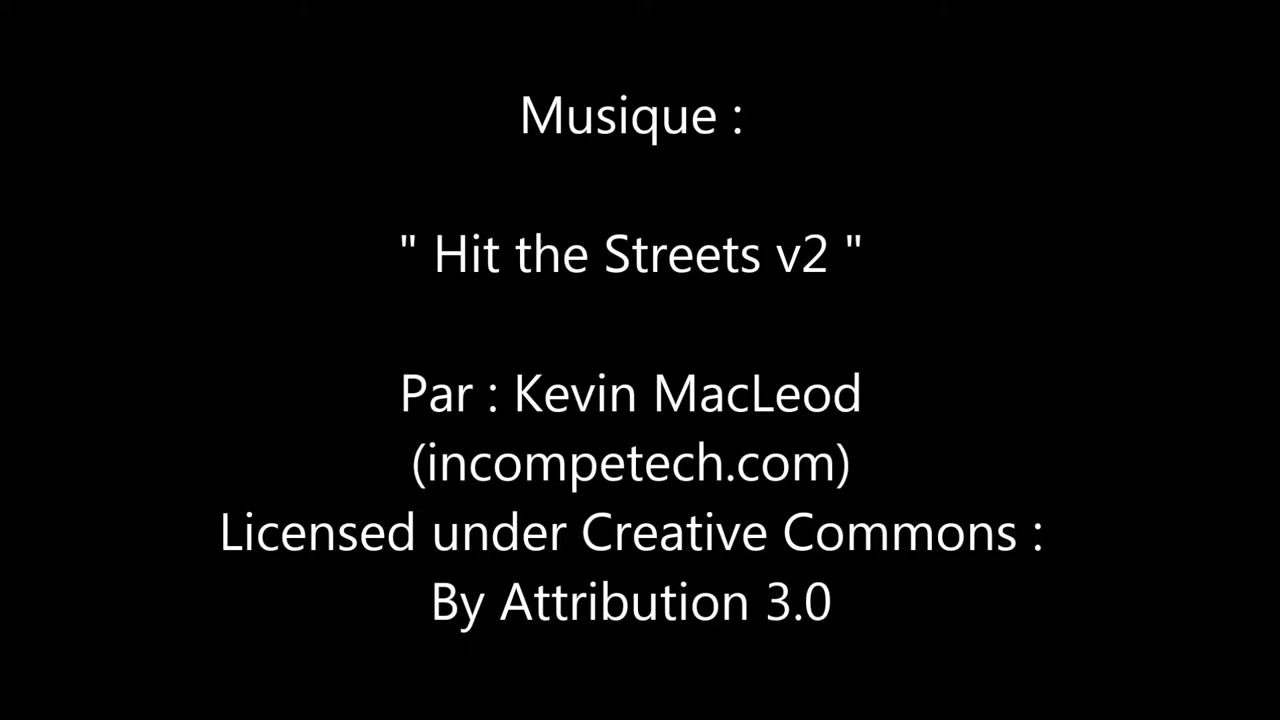 Musique :
" Hit the Streets v2 "
Par : Kevin MacLeod
(incompetech.com)
Licensed under Creative Commons :
By Attribution 3.0